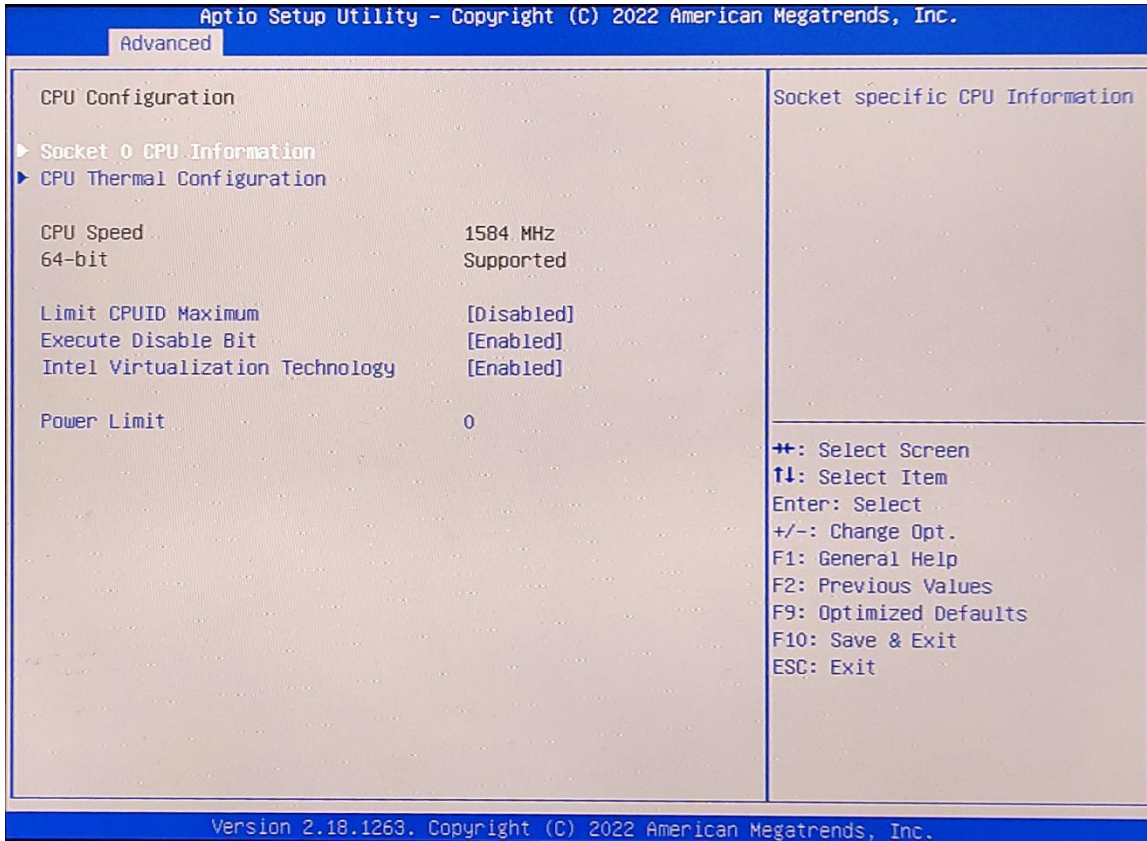 Aptio Setup Utility - Copyright (C) 2022 American Megatrends, Inc.
Advanced
CPU Configuration
Socket 0 CPU Information
CPU Thermal Configuration
CPU Speed 1584 MHz
64-bit Supported
Limit CPUID Maximum [Disabled]
Execute Disable Bit [Enabled]
Intel Virtualization Technology [Enabled]
Power Limit 0
Socket specific CPU Information
→←: Select Screen
↑↓: Select Item
Enter: Select
+/-: Change Opt.
F1: General Help
F2: Previous Values
F9: Optimized Defaults
F10: Save & Exit
ESC: Exit
Version 2.18.1263. Copyright (C) 2022 American Megatrends, Inc.